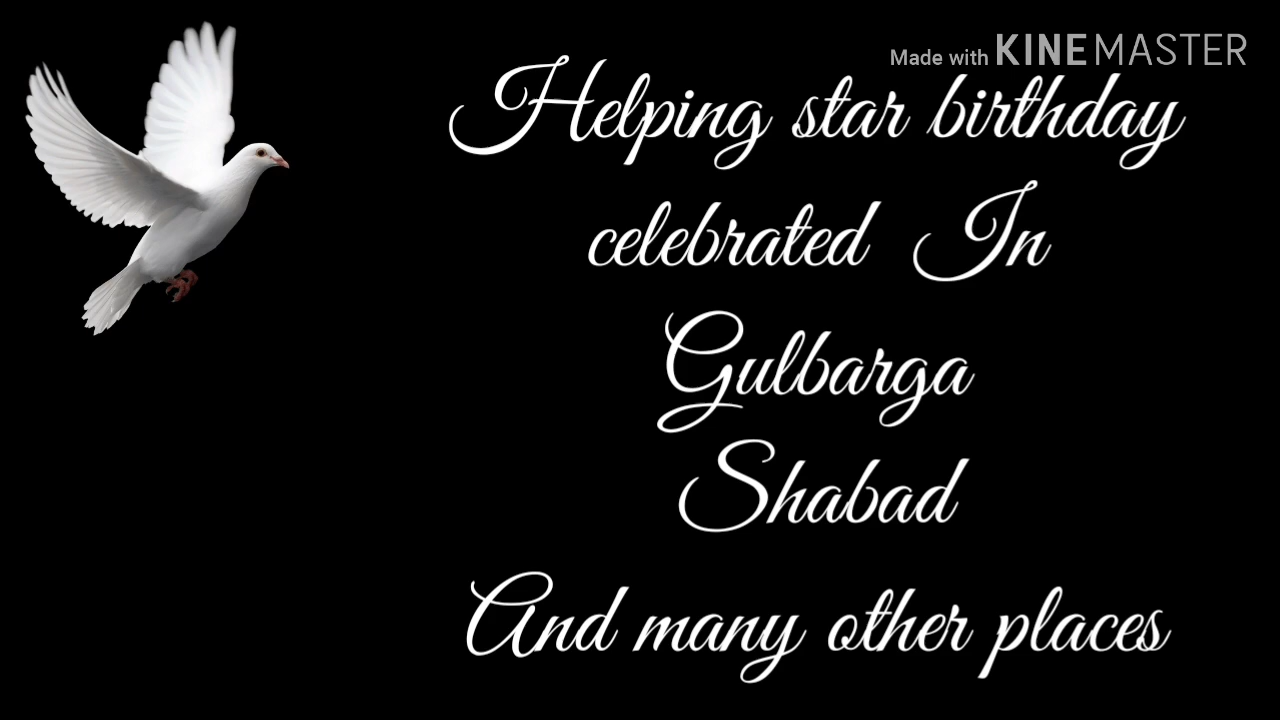 Made with KINEMASTER
Helping star birthday
celebrated In
Gulbarga
Shabad
And many other places